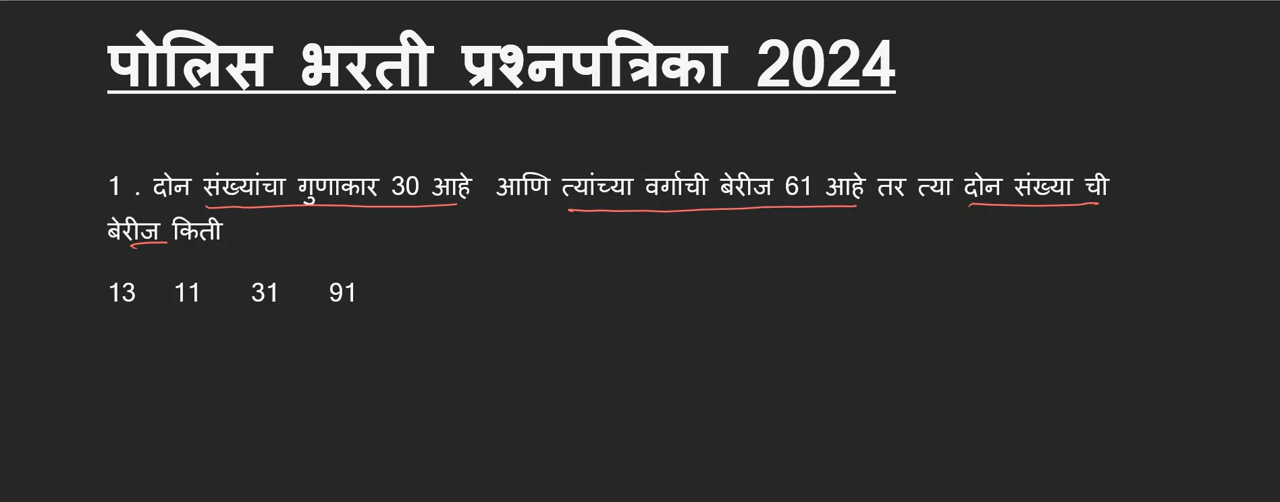 पोलिस भरती प्रश्नपत्रिका 2024
1 . दोन संख्यांचा गुणाकार 30 आहे आणि त्यांच्या वर्गाची बेरीज 61 आहे तर त्या दोन संख्या ची
बेरीज किती
13 11 31 91